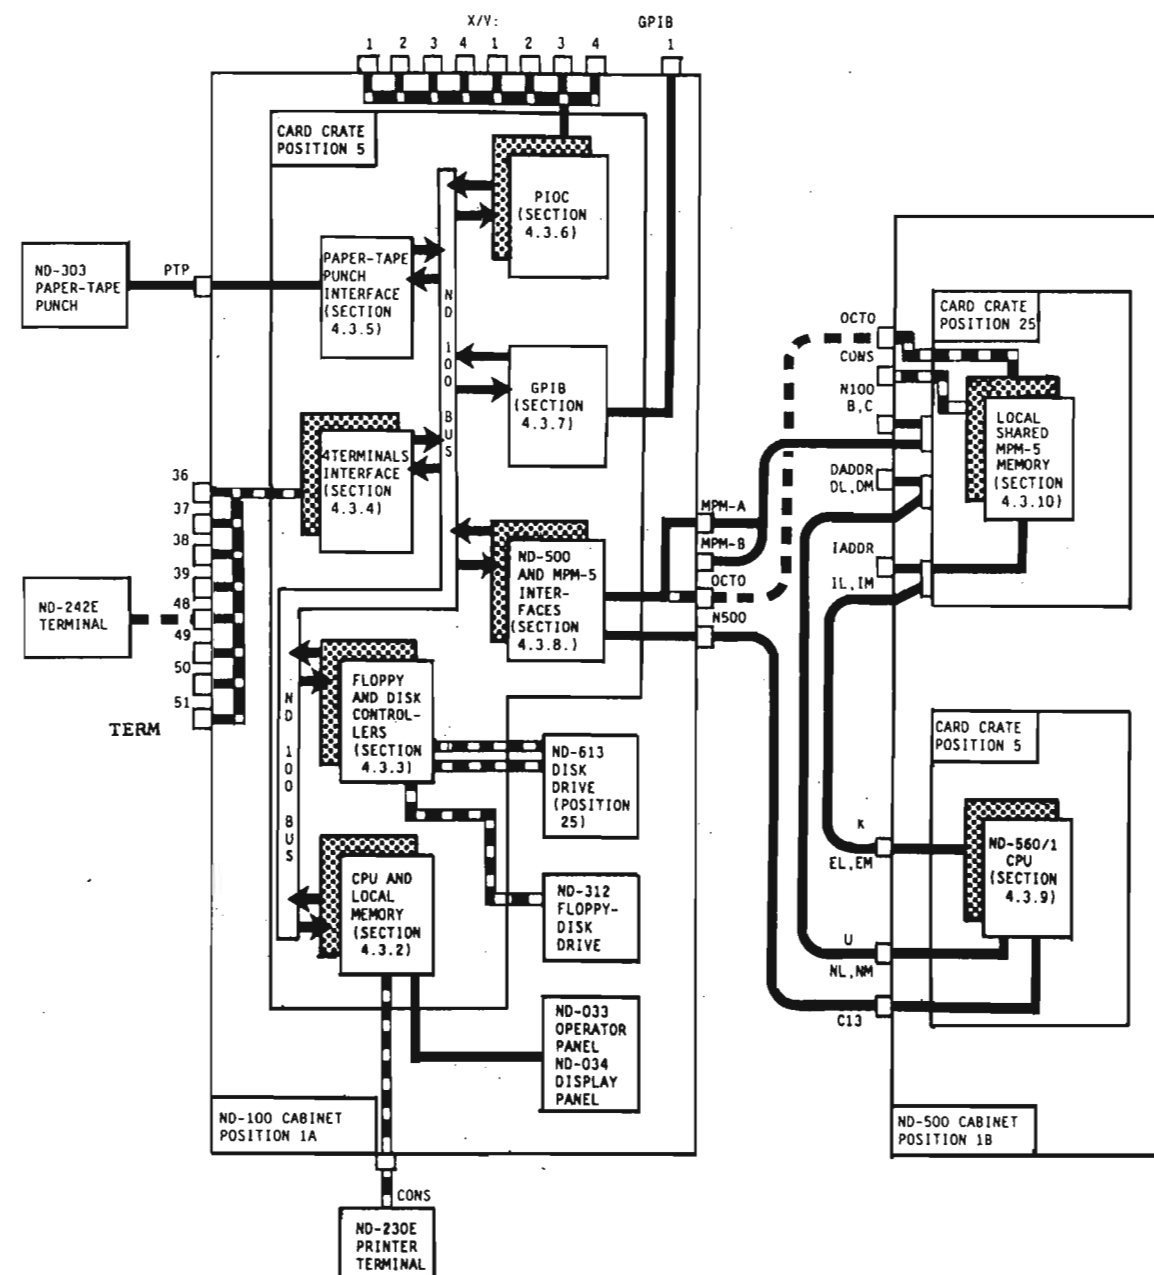 X/V:
GPIB
1 2 3 4 1 2 3 4
1
CARD CRATE
POSITION 5
PIOC
(SECTION
4.3.6)
ND-303
PAPER-TAPE
PUNCH
PTP
PAPER-TAPE
PUNCH
INTERFACE
(SECTION
4.3.5)
ND 100 BUS
GPIB
(SECTION
4.3.7)
4TERMINALS
INTERFACE
(SECTION
4.3.4)
36
37
38
39
48
49
50
51
TERM
ND-242E
TERMINAL
ND-500
AND MPM-5
INTER-
FACES
(SECTION
4.3.8.)
MPM-A
MPM-B
OCTO
N500
ND 100 BUS
FLOPPY
AND DISK
CONTROL-
LERS
(SECTION
4.3.3)
ND-613
DISK
DRIVE
(POSITION
25)
CPU AND
LOCAL
MEMORY
(SECTION
4.3.2)
ND-312
FLOPPY-
DISK
DRIVE
ND-033
OPERATOR
PANEL
ND-034
DISPLAY
PANEL
ND-100 CABINET
POSITION 1A
CONS
ND-230E
PRINTER
TERMINAL
OCTO
CONS
N100
B,C
DADDR
DL,DM
IADDR
IL,IM
CARD CRATE
POSITION 25
LOCAL
SHARED
MPM-5
MEMORY
(SECTION
4.3.10)
CARD CRATE
POSITION 5
K
EL,EM
U
NL,NM
C13
ND-560/1
CPU
(SECTION
4.3.9)
ND-500 CABINET
POSITION 1B